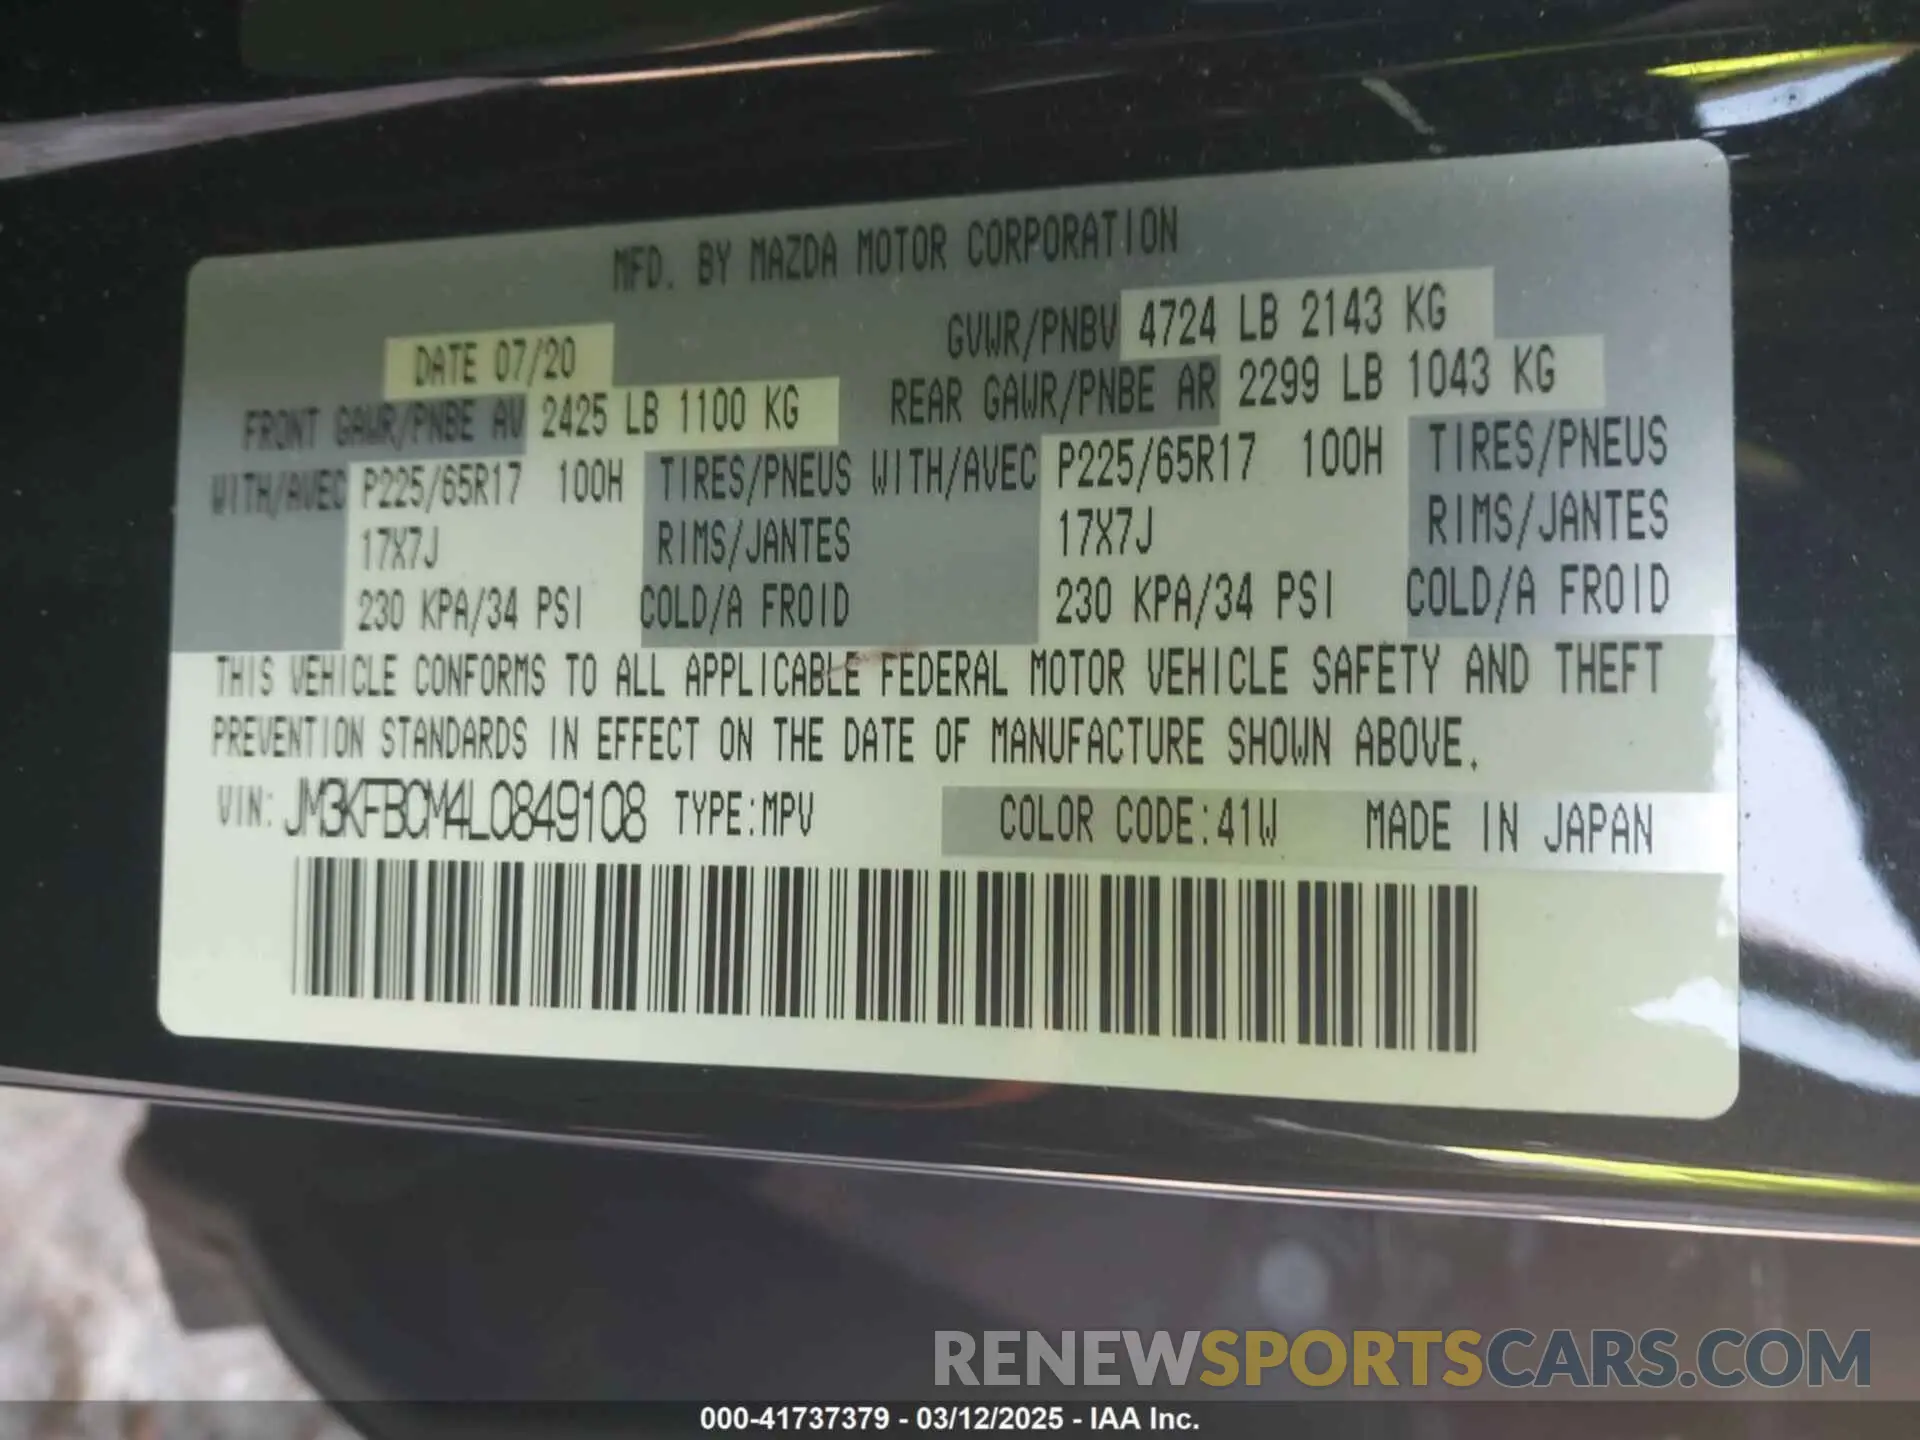 MFD. BY MAZDA MOTOR CORPORATION
DATE 07/20 GVWR/PNBV 4724 LB 2143 KG
FRONT GAWR/PNBE AV 2425 LB 1100 KG REAR GAWR/PNBE AR 2299 LB 1043 KG
WITH/AVEC P225/65R17 100H TIRES/PNEUS WITH/AVEC P225/65R17 100H TIRES/PNEUS
17X7J RIMS/JANTES 17X7J RIMS/JANTES
230 KPA/34 PSI COLD/A FROID 230 KPA/34 PSI COLD/A FROID
THIS VEHICLE CONFORMS TO ALL APPLICABLE FEDERAL MOTOR VEHICLE SAFETY AND THEFT
PREVENTION STANDARDS IN EFFECT ON THE DATE OF MANUFACTURE SHOWN ABOVE.
VIN: JM3KFBCM4L0849108 TYPE:MPV COLOR CODE:41W MADE IN JAPAN
RENEWSPORTSCARS.COM
000-41737379 - 03/12/2025 - IAA Inc.